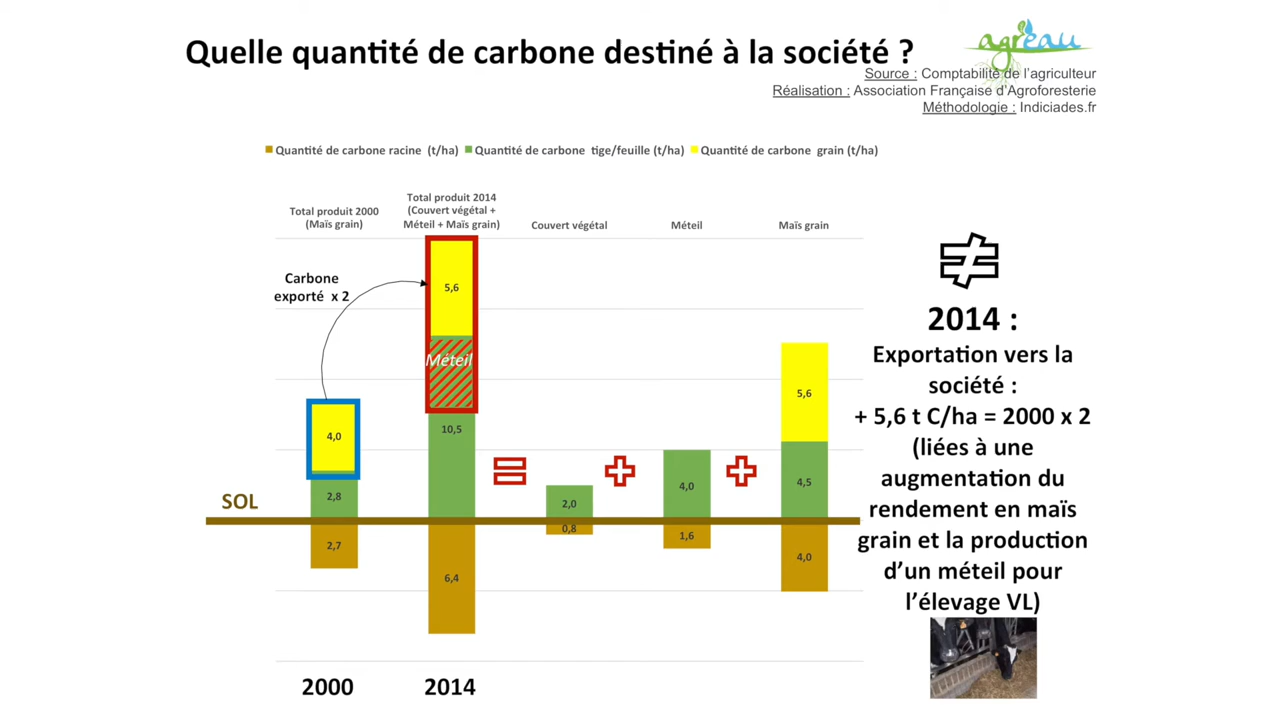 Quelle quantité de carbone destiné à la société ?
agreau
Source : Comptabilité de l'agriculteur
Réalisation : Association Française d'Agroforesterie
Méthodologie : Indiciades.fr
Quantité de carbone racine (t/ha) Quantité de carbone tige/feuille (t/ha) Quantité de carbone grain (t/ha)
Total produit 2000
(Maïs grain)
Total produit 2014
(Couvert végétal +
Méteil + Maïs grain)
Couvert végétal
Méteil
Maïs grain
Carbone
exporté x 2
4,0
2,8
2,7
5,6
Méteil
10,5
6,4
2,0
0,8
4,0
1,6
5,6
4,5
4,0
SOL
2000
2014
≠
2014 :
Exportation vers la
société :
+ 5,6 t C/ha = 2000 x 2
(liées à une
augmentation du
rendement en maïs
grain et la production
d'un méteil pour
l'élevage VL)